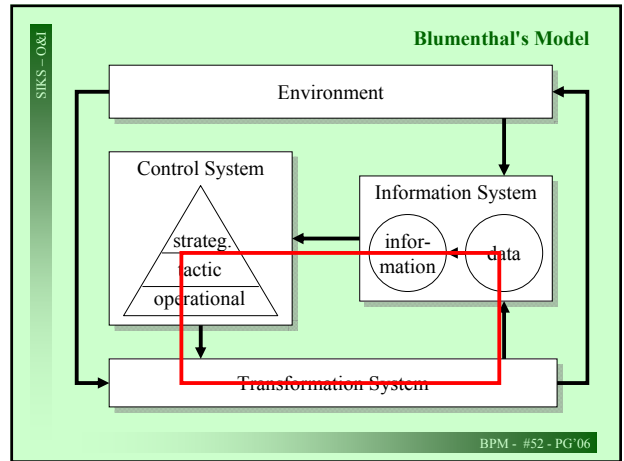 SIKS – O&I
Blumenthal's Model
Environment
Control System
strateg.
tactic
operational
Information System
infor-
mation
data
Transformation System
BPM - #52 - PG'06